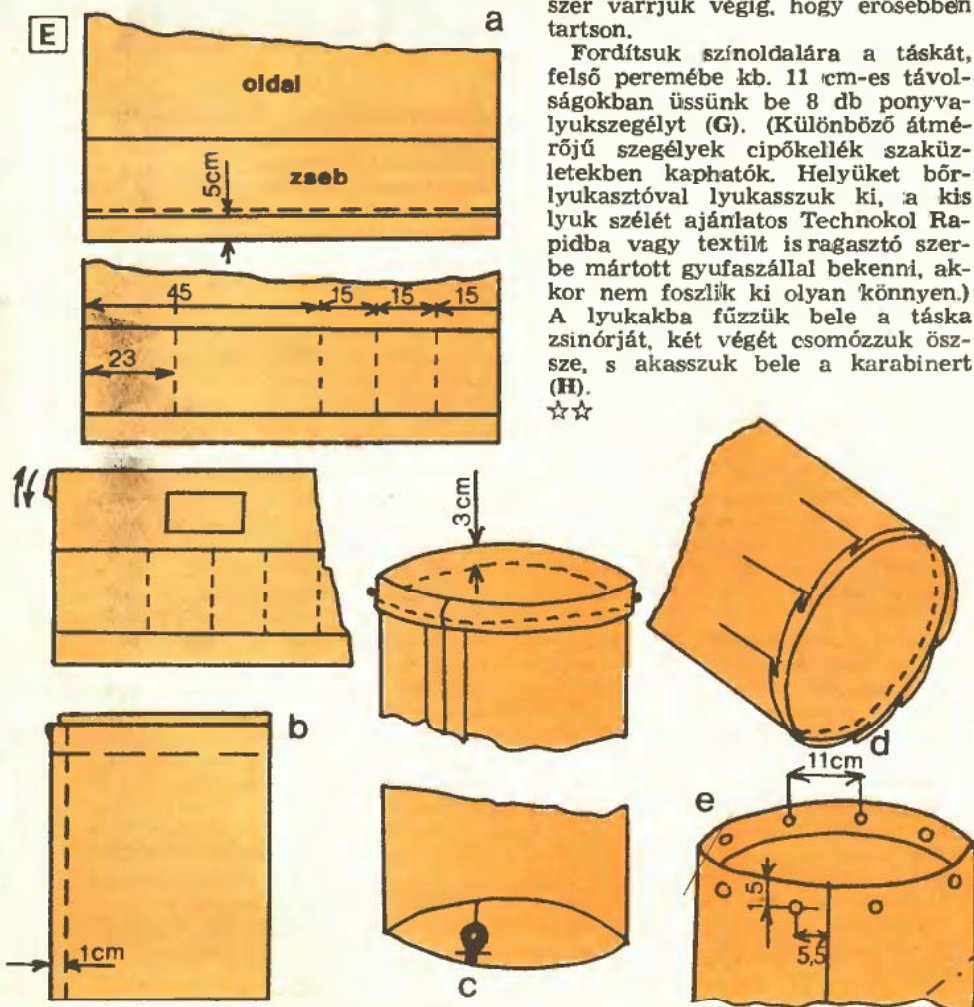 szer varrjuk végig, hogy erősebben
tartson.
Fordítsuk színoldalára a táskát,
felső peremébe kb. 11 cm-es távol-
ságokban üssünk be 8 db ponyva-
lyukszegélyt (G). (Különböző átmé-
rőjű szegélyek cipőkellék szaküz-
letekben kaphatók. Helyüket bőr-
lyukasztóval lyukasszuk ki, a kis
lyuk szélét ajánlatos Technokol Ra-
pidba vagy textilt is ragasztó szer-
be mártott gyufaszállal bekenni, ak-
kor nem foszlik ki olyan könnyen.)
A lyukakba fűzzük bele a táska
zsinórját, két végét csomózzuk ösz-
sze, s akasszuk bele a karabinert
(H).
☆☆
E
a
oldal
zseb
5cm
45
15
15
15
23
3cm
b
1cm
c
d
e
11cm
1,5
5,5